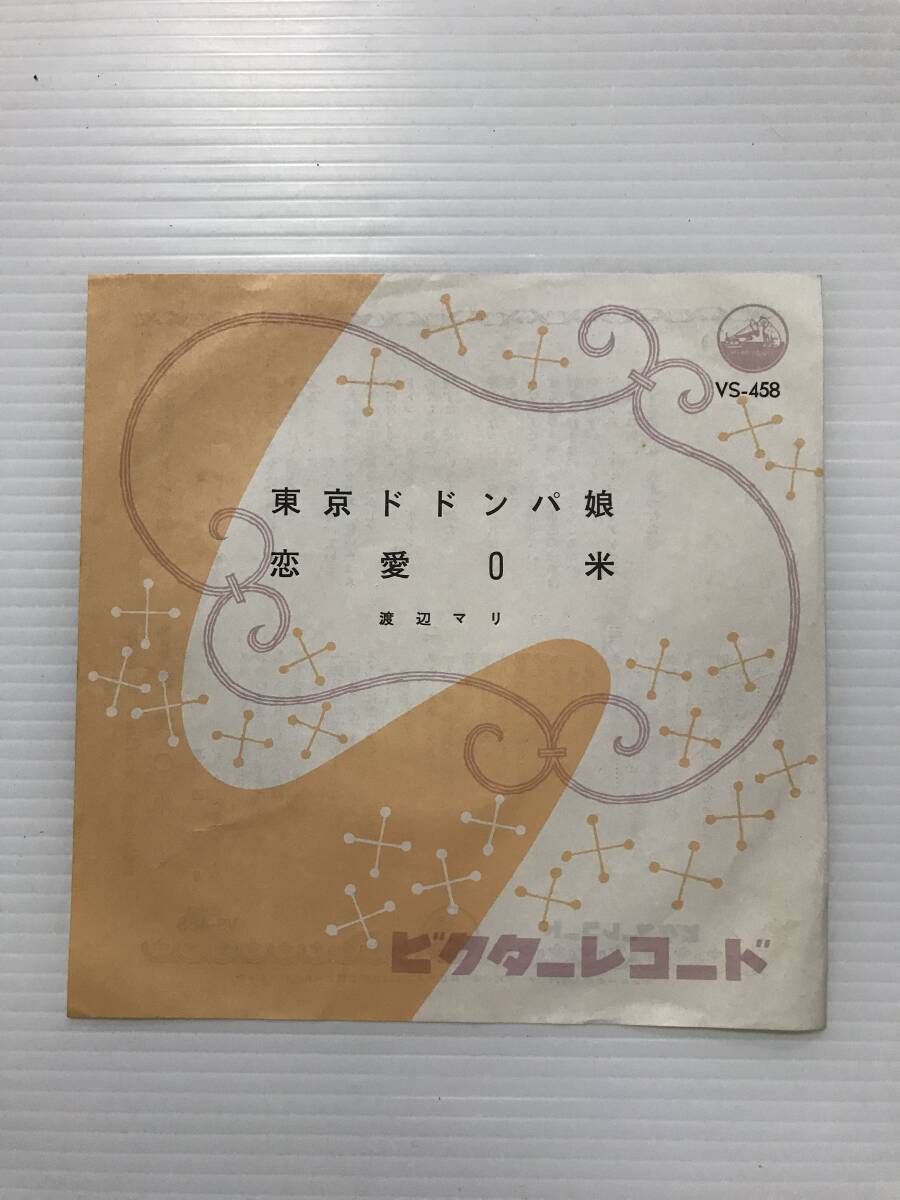 VS-458
東京ドドンパ娘
恋愛0米
渡辺マリ
ビクターレコード